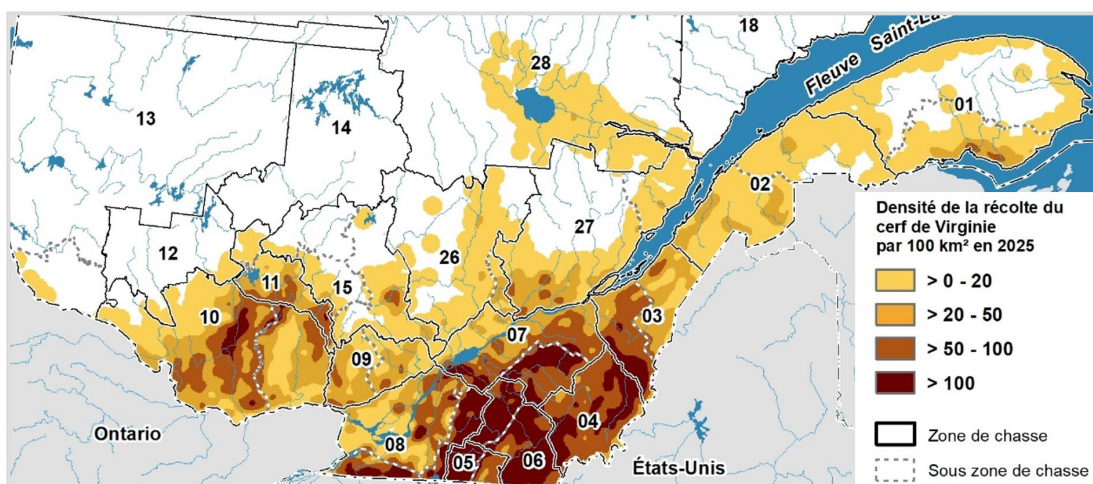 18
28
Fleuve Saint-La
01
13
14
02
27
12
26
11
15
10
03
07
09
04
08
05
06
Ontario
États-Unis
Densité de la récolte du
cerf de Virginie
par 100 km² en 2025
> 0 - 20
> 20 - 50
> 50 - 100
> 100
Zone de chasse
Sous zone de chasse